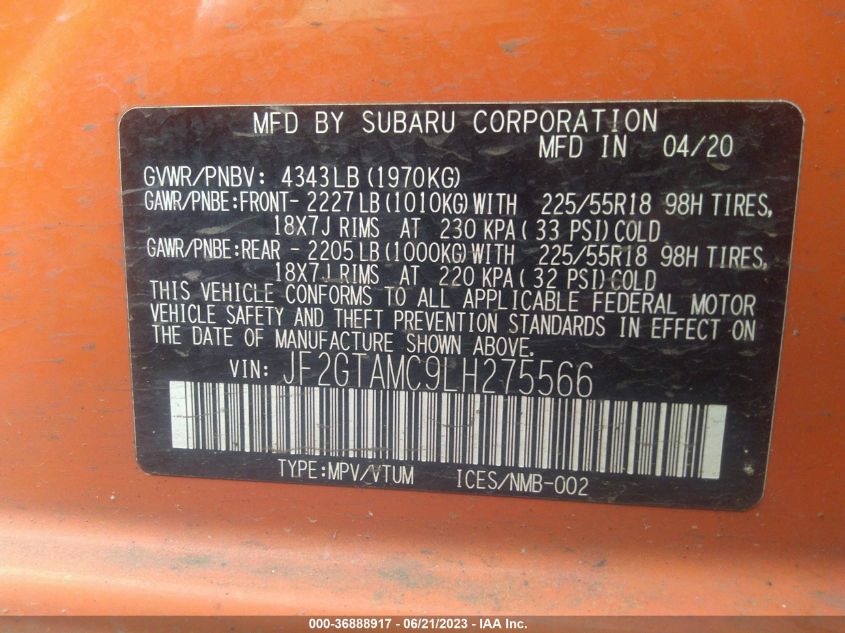 MFD BY SUBARU CORPORATION
MFD IN 04/20
GVWR/PNBV: 4343LB (1970KG)
GAWR/PNBE:FRONT- 2227LB (1010KG) WITH 225/55R18 98H TIRES,
18X7J RIMS AT 230 KPA( 33 PSI)COLD
GAWR/PNBE:REAR - 2205LB (1000KG) WITH 225/55R18 98H TIRES,
18X7J RIMS AT 220 KPA( 32 PSI)COLD
THIS VEHICLE CONFORMS TO ALL APPLICABLE FEDERAL MOTOR
VEHICLE SAFETY AND THEFT PREVENTION STANDARDS IN EFFECT ON
THE DATE OF MANUFACTURE SHOWN ABOVE.
VIN: JF2GTAMC9LH275566
TYPE:MPV/VTUM ICES/NMB-002
000-36888917 - 06/21/2023 - IAA Inc.